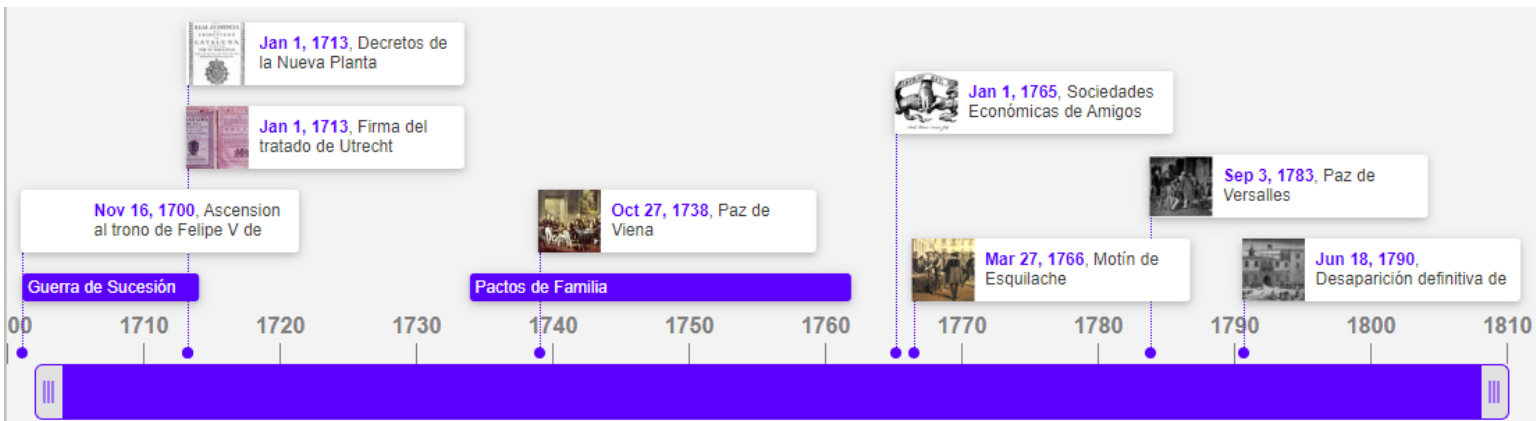 Jan 1, 1713, Decretos de
la Nueva Planta
Jan 1, 1713, Firma del
tratado de Utrecht
Nov 16, 1700, Ascension
al trono de Felipe V de
Oct 27, 1738, Paz de
Viena
Jan 1, 1765, Sociedades
Económicas de Amigos
Sep 3, 1783, Paz de
Versalles
Mar 27, 1766, Motín de
Esquilache
Jun 18, 1790,
Desaparición definitiva de
Guerra de Sucesión
Pactos de Familia
00 1710 1720 1730 1740 1750 1760 1770 1780 1790 1800 1810